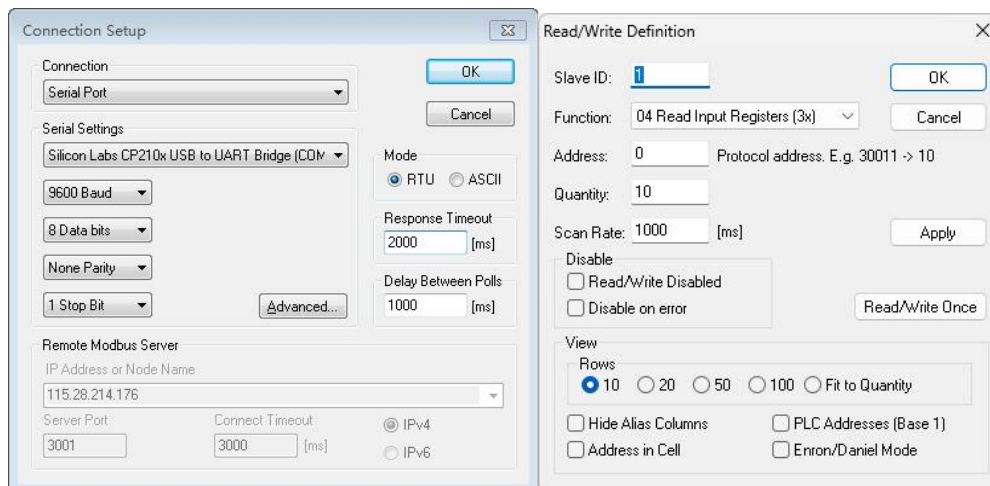 Connection Setup
Connection
Serial Port
OK
Cancel
Serial Settings
Silicon Labs CP210x USB to UART Bridge (COM
9600 Baud
8 Data bits
None Parity
1 Stop Bit
Advanced...
Mode
RTU
ASCII
Response Timeout
2000 [ms]
Delay Between Polls
1000 [ms]
Remote Modbus Server
IP Address or Node Name
115.28.214.176
Server Port
Connect Timeout
3001
3000 [ms]
IPv4
IPv6
Read/Write Definition
Slave ID: 1
OK
Function: 04 Read Input Registers (3x)
Cancel
Address: 0 Protocol address. E.g. 30011 -> 10
Quantity: 10
Scan Rate: 1000 [ms]
Apply
Disable
Read/Write Disabled
Disable on error
Read/Write Once
View
Rows
10 20 50 100 Fit to Quantity
Hide Alias Columns
PLC Addresses (Base 1)
Address in Cell
Enron/Daniel Mode